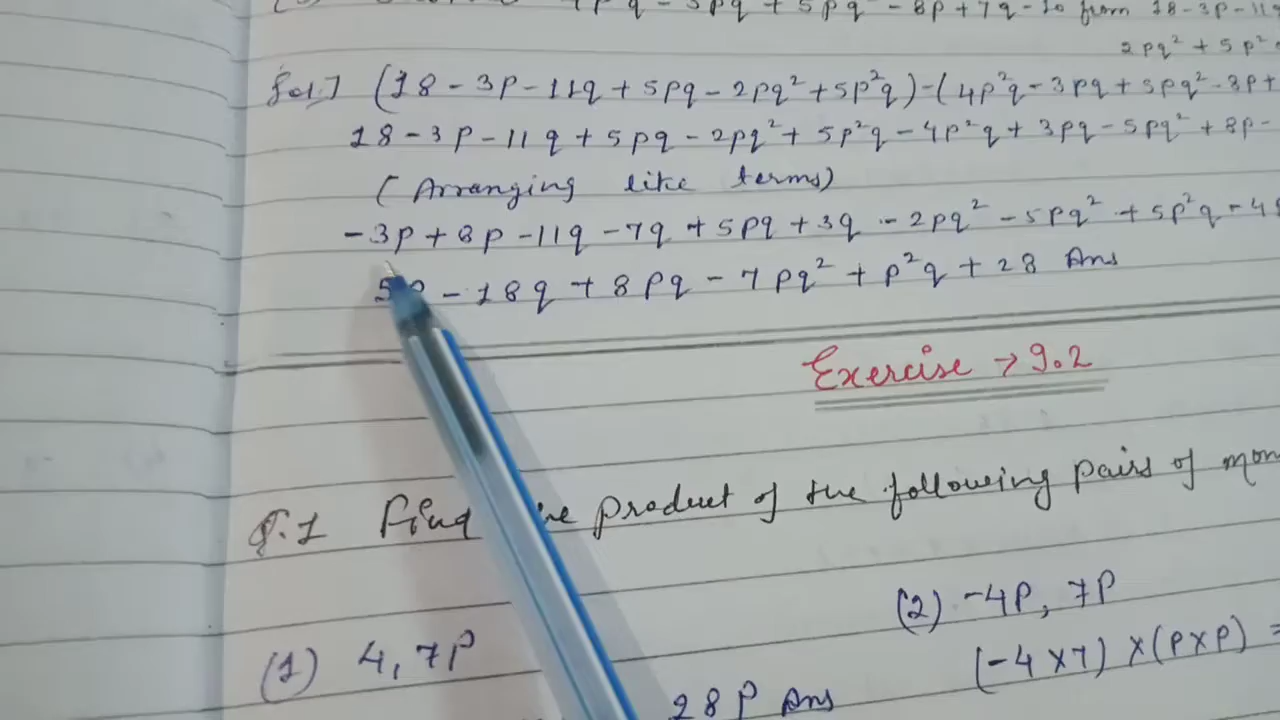 pq² + 5pq² - 8p + 7q - 10 from 18 - 3p - 11q
2pq² + 5p²
Sol.] (18 - 3p - 11q + 5pq - 2pq² + 5p²q) - (4p²q - 3pq + 5pq² - 8p +
18 - 3p - 11q + 5pq - 2pq² + 5p²q - 4p²q + 3pq - 5pq² + 8p -
(Arranging like terms)
-3p + 8p - 11q - 7q + 5pq + 3q - 2pq² - 5pq² + 5p²q - 4
5p - 18q + 8pq - 7pq² + p²q + 28 Ans
Exercise → 9.2
Q.1 Find the product of the following pairs of mon
(1) 4, 7P
(2) -4P, 7P
28P Ans
(-4 × 7) × (P × P) =